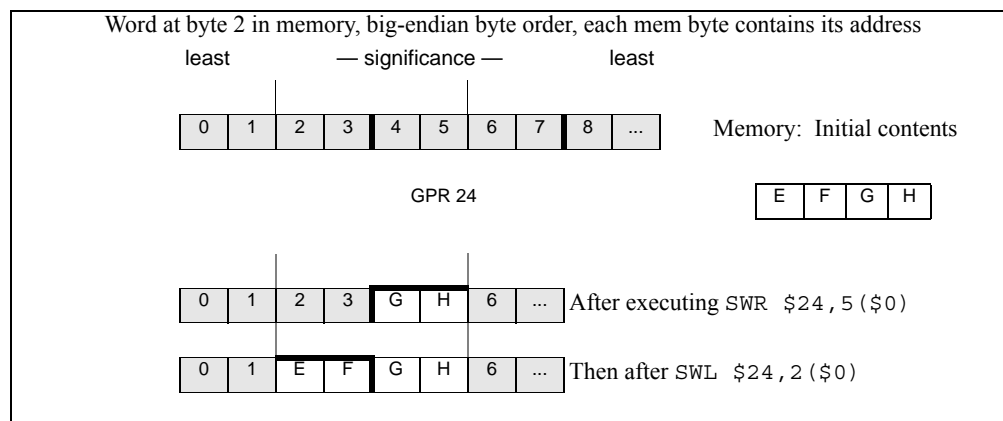 Word at byte 2 in memory, big-endian byte order, each mem byte contains its address
least — significance — least
0 1 2 3 4 5 6 7 8 ... Memory: Initial contents
GPR 24 E F G H
0 1 2 3 G H 6 ... After executing SWR $24,5($0)
0 1 E F G H 6 ... Then after SWL $24,2($0)